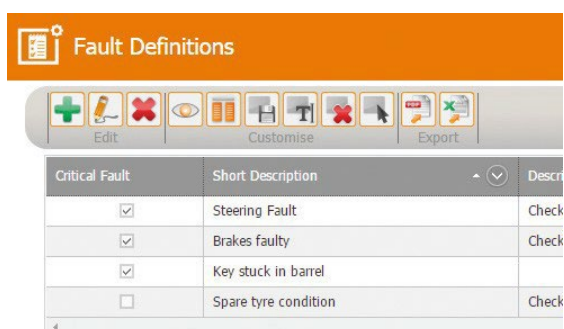 Fault Definitions
Edit Customise Export
Critical Fault Short Description Descri
Steering Fault Check
Brakes faulty Check
Key stuck in barrel
Spare tyre condition Check